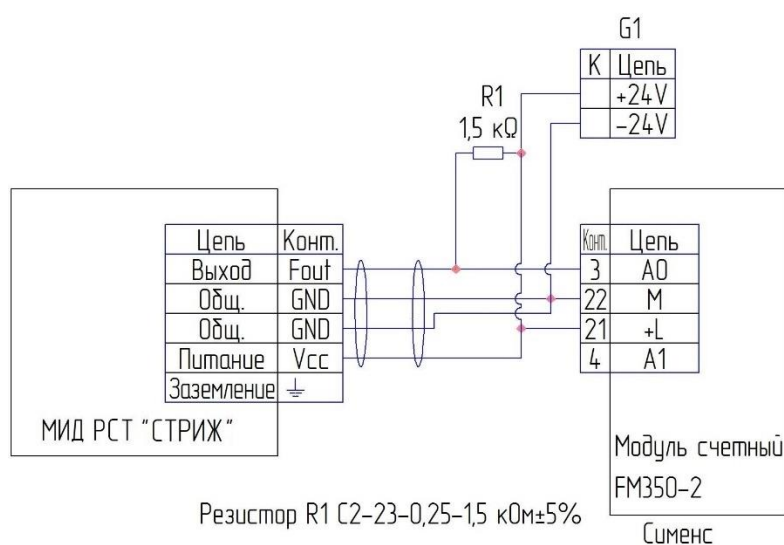 G1
К Цепь
+24V
-24V
R1
1,5 кΩ
Цепь Конт.
Выход Fout
Общ. GND
Общ. GND
Питание Vcc
Заземление
МИД РСТ "СТРИЖ"
Конт. Цепь
3 A0
22 M
21 +L
4 A1
Модуль счетный
FM350-2
Сименс
Резистор R1 С2-23-0,25-1,5 кОм±5%